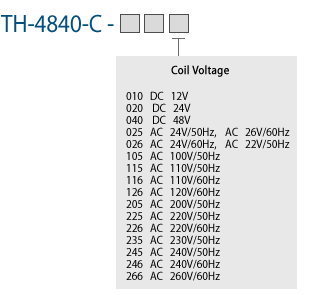 TH-4840-C - □□□
Coil Voltage
010 DC 12V
020 DC 24V
040 DC 48V
025 AC 24V/50Hz, AC 26V/60Hz
026 AC 24V/60Hz, AC 22V/50Hz
105 AC 100V/50Hz
115 AC 110V/50Hz
116 AC 110V/60Hz
126 AC 120V/60Hz
205 AC 200V/50Hz
225 AC 220V/50Hz
226 AC 220V/60Hz
235 AC 230V/50Hz
245 AC 240V/50Hz
246 AC 240V/60Hz
266 AC 260V/60Hz